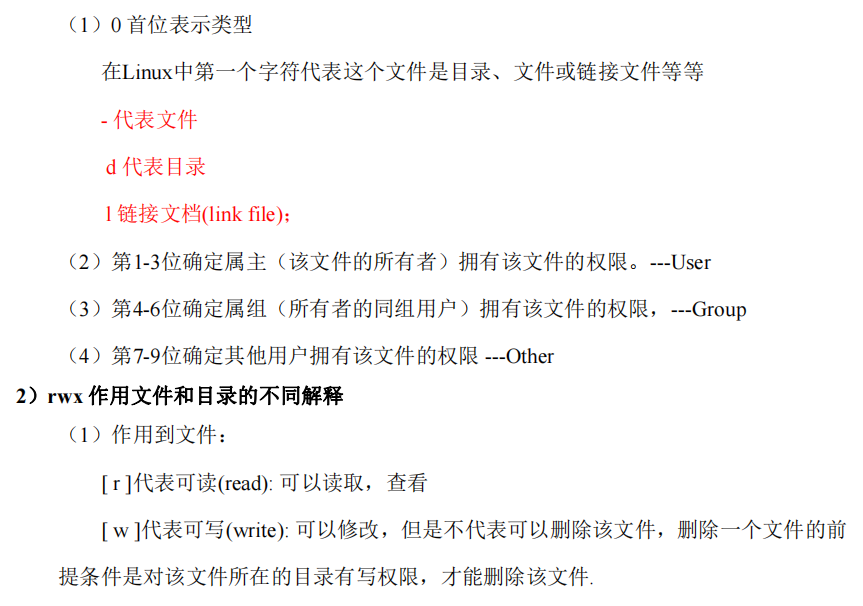 （1）0 首位表示类型
在Linux中第一个字符代表这个文件是目录、文件或链接文件等等
- 代表文件
d 代表目录
l 链接文档(link file);
（2）第1-3位确定属主（该文件的所有者）拥有该文件的权限。---User
（3）第4-6位确定属组（所有者的同组用户）拥有该文件的权限，---Group
（4）第7-9位确定其他用户拥有该文件的权限 ---Other
2）rwx 作用文件和目录的不同解释
（1）作用到文件：
[ r ]代表可读(read): 可以读取，查看
[ w ]代表可写(write): 可以修改，但是不代表可以删除该文件，删除一个文件的前
提条件是对该文件所在的目录有写权限，才能删除该文件.